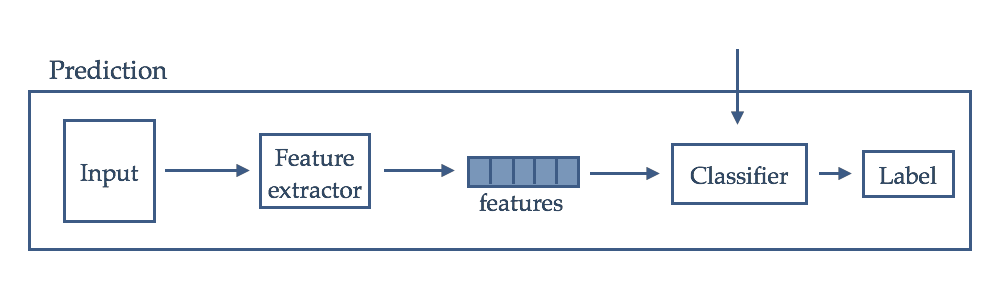 Prediction
Input
Feature
extractor
features
Classifier
Label